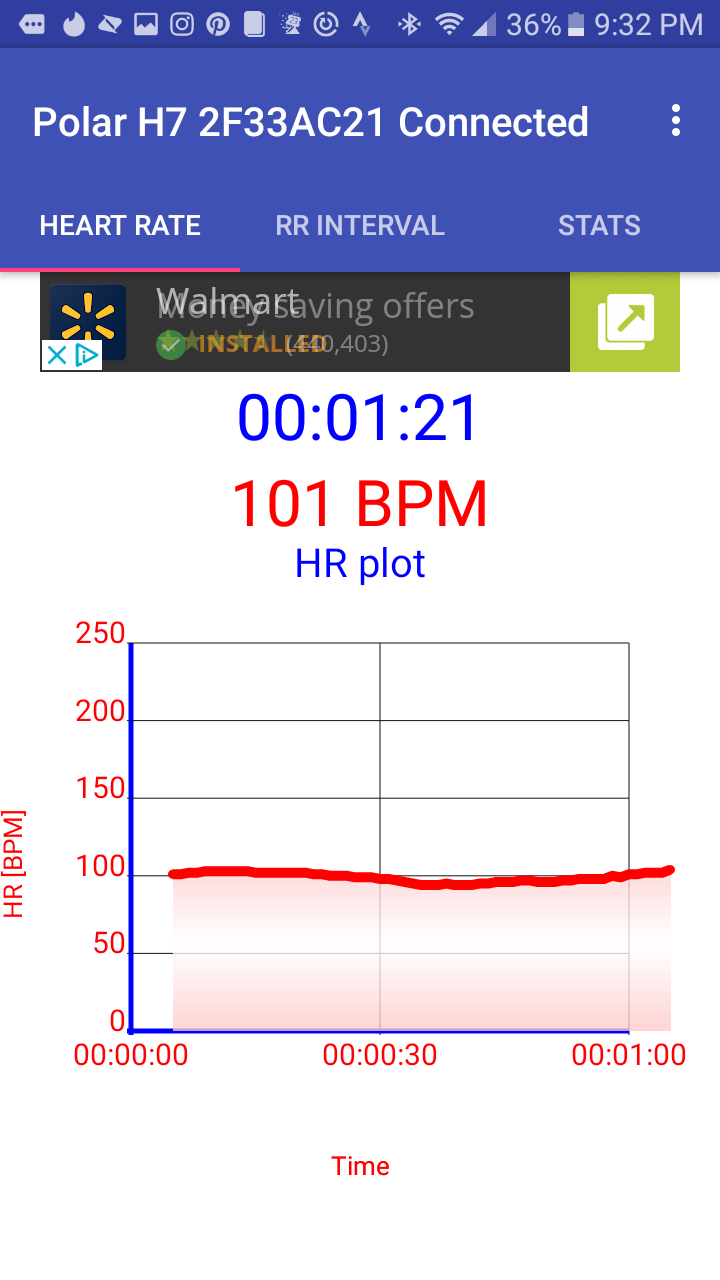 36% 9:32 PM
Polar H7 2F33AC21 Connected
HEART RATE RR INTERVAL STATS
Walmart
Money saving offers
INSTALLED (440,403)
00:01:21
101 BPM
HR plot
250
200
150
100
50
0
HR [BPM]
00:00:00 00:00:30 00:01:00
Time